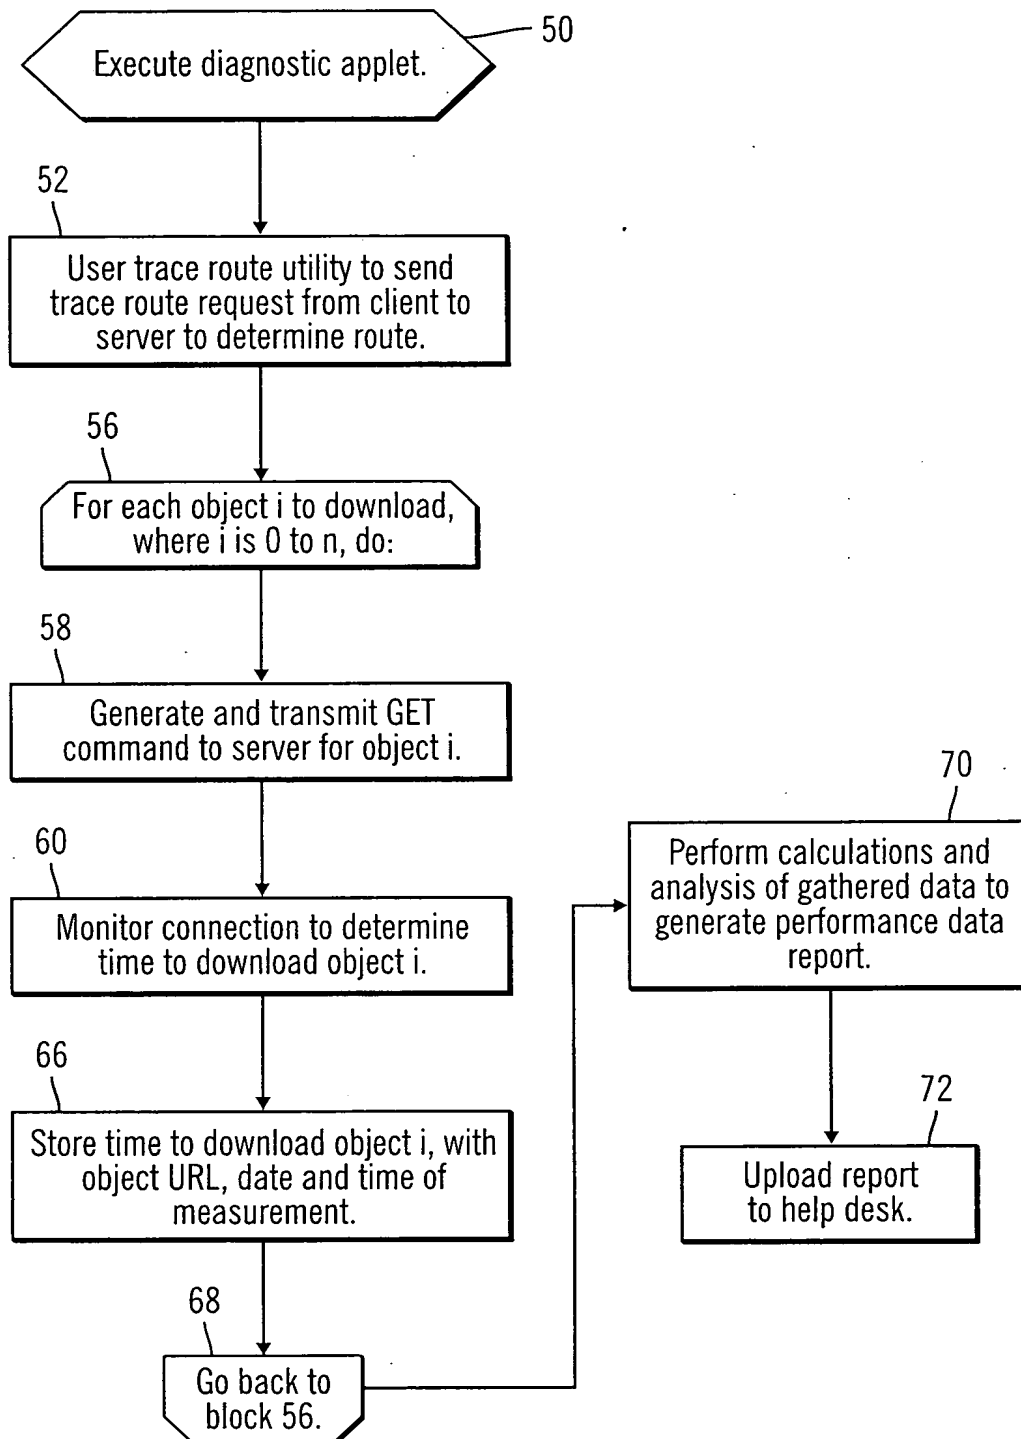 50
Execute diagnostic applet.
52
User trace route utility to send
trace route request from client to
server to determine route.
56
For each object i to download,
where i is 0 to n, do:
58
Generate and transmit GET
command to server for object i.
60
Monitor connection to determine
time to download object i.
66
Store time to download object i, with
object URL, date and time of
measurement.
68
Go back to
block 56.
70
Perform calculations and
analysis of gathered data to
generate performance data
report.
72
Upload report
to help desk.